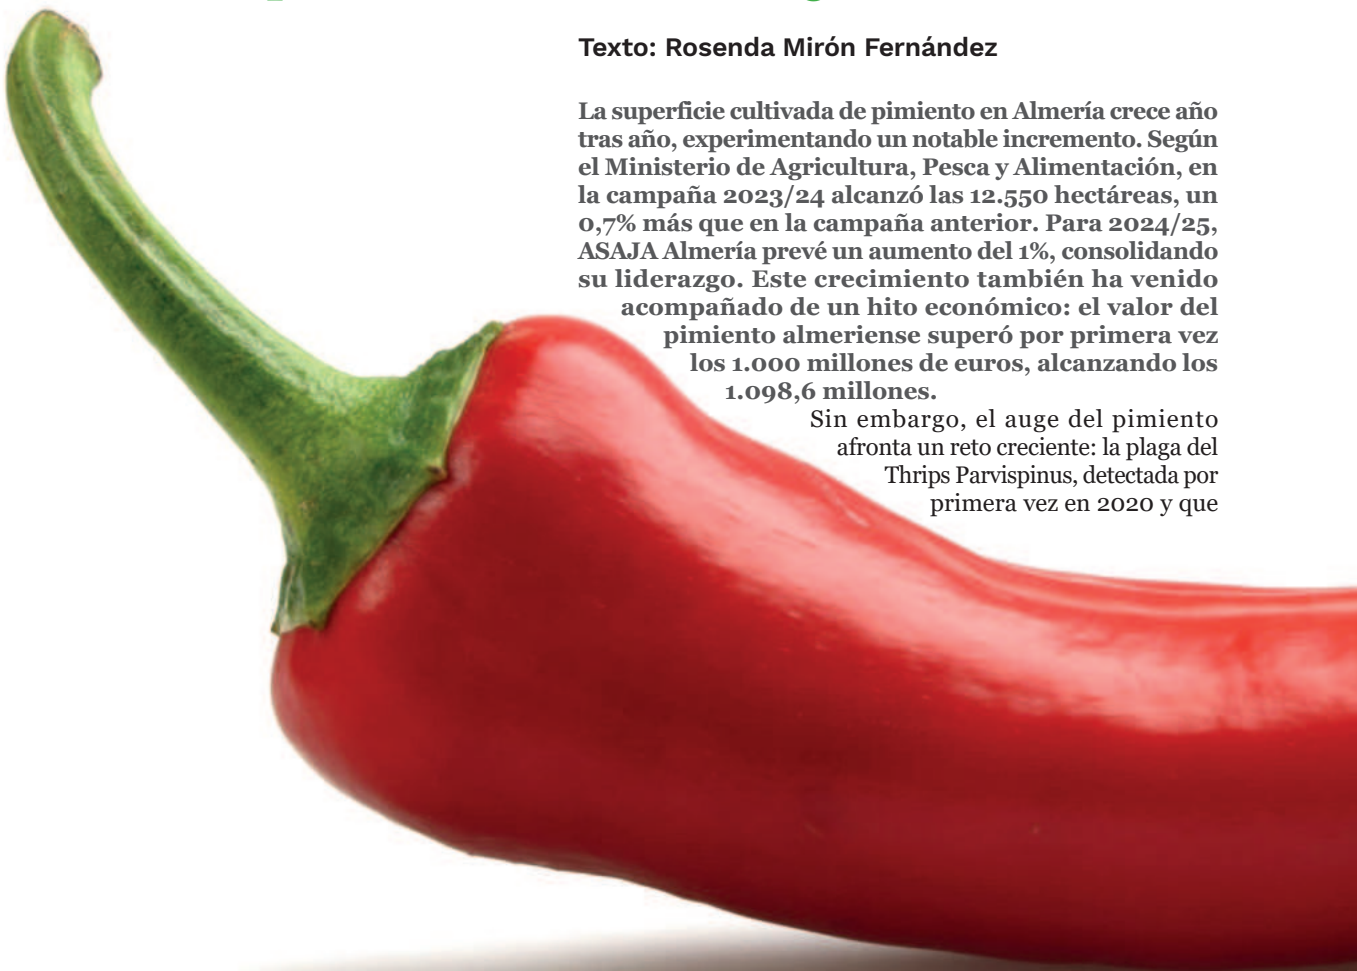 Texto: Rosenda Mirón Fernández
La superficie cultivada de pimiento en Almería crece año
tras año, experimentando un notable incremento. Según
el Ministerio de Agricultura, Pesca y Alimentación, en
la campaña 2023/24 alcanzó las 12.550 hectáreas, un
0,7% más que en la campaña anterior. Para 2024/25,
ASAJA Almería prevé un aumento del 1%, consolidando
su liderazgo. Este crecimiento también ha venido
acompañado de un hito económico: el valor del
pimiento almeriense superó por primera vez
los 1.000 millones de euros, alcanzando los
1.098,6 millones.
Sin embargo, el auge del pimiento
afronta un reto creciente: la plaga del
Thrips Parvispinus, detectada por
primera vez en 2020 y que